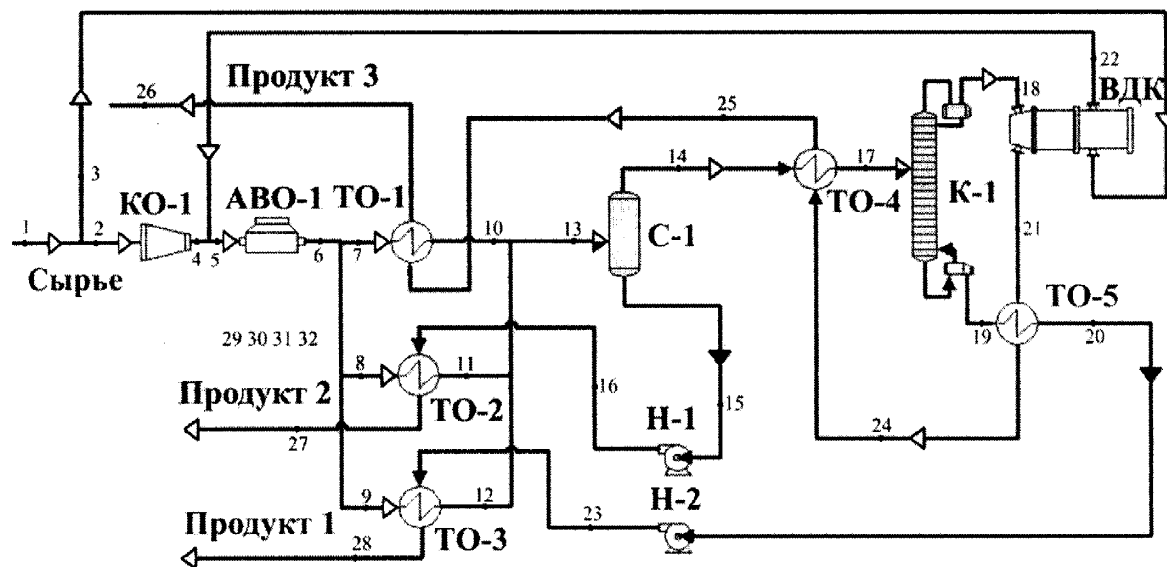 22
26
Продукт 3
25
18
ВДК
3
14
17
КО-1
АВО-1
ТО-1
ТО-4
К-1
1
2
4
5
6
7
10
13
С-1
21
Сырье
ТО-5
29 30 31 32
19
20
8
11
16
15
Продукт 2
ТО-2
Н-1
27
24
9
12
Н-2
Продукт 1
ТО-3
23
28